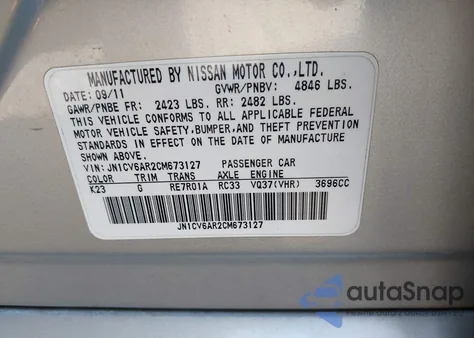 MANUFACTURED BY NISSAN MOTOR CO.,LTD.
DATE: 09/11 GVWR/PNBV: 4846 LBS.
GAWR/PNBE FR: 2423 LBS. RR: 2482 LBS.
THIS VEHICLE CONFORMS TO ALL APPLICABLE FEDERAL
MOTOR VEHICLE SAFETY, BUMPER, AND THEFT PREVENTION
STANDARDS IN EFFECT ON THE DATE OF MANUFACTURE
SHOWN ABOVE.
VIN: JN1CV6AR2CM673127 PASSENGER CAR
COLOR TRIM TRANS AXLE ENGINE
K23 G RE7R01A RC33 VQ37(VHR) 3696CC
JN1CV6AR2CM673127
autoSnap